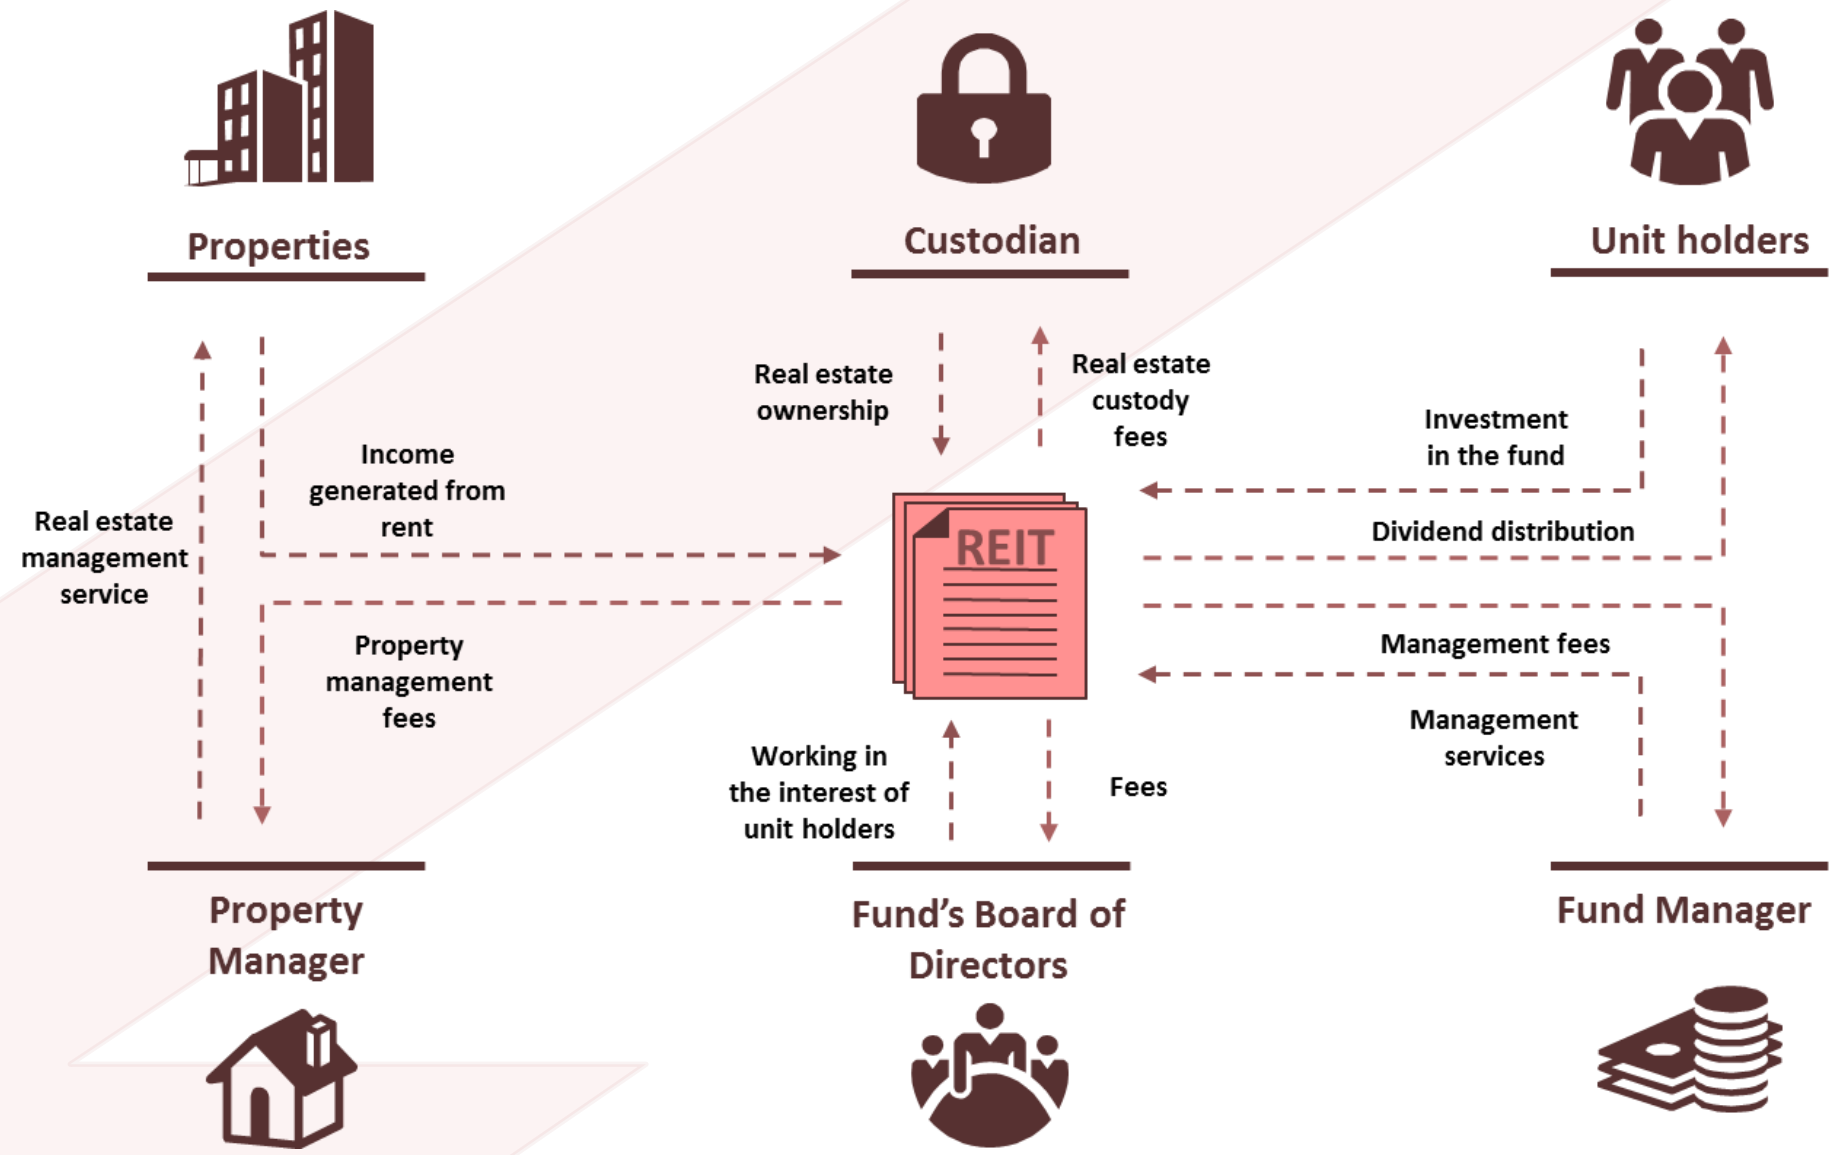 Properties
Custodian
Unit holders
Real estate
ownership
Real estate
custody
fees
Investment
in the fund
Income
generated from
rent
Real estate
management
service
Dividend distribution
REIT
Property
management
fees
Management fees
Management
services
Working in
the interest of
unit holders
Fees
Property
Manager
Fund's Board of
Directors
Fund Manager